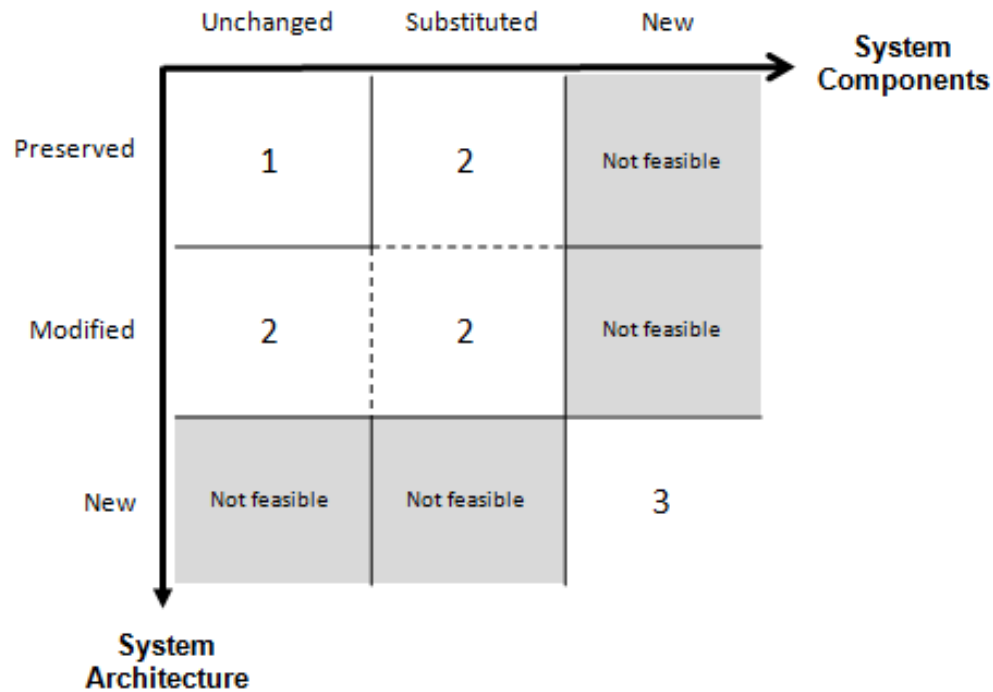 Unchanged Substituted New
System
Components
Preserved 1 2 Not feasible
Modified 2 2 Not feasible
New Not feasible Not feasible 3
System
Architecture